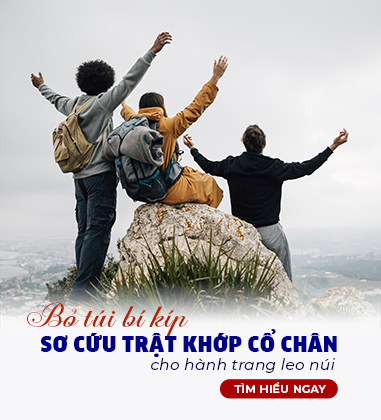 Bỏ túi bí kíp
SƠ CỨU TRẬT KHỚP CỔ CHÂN
cho hành trang leo núi
TÌM HIỂU NGAY